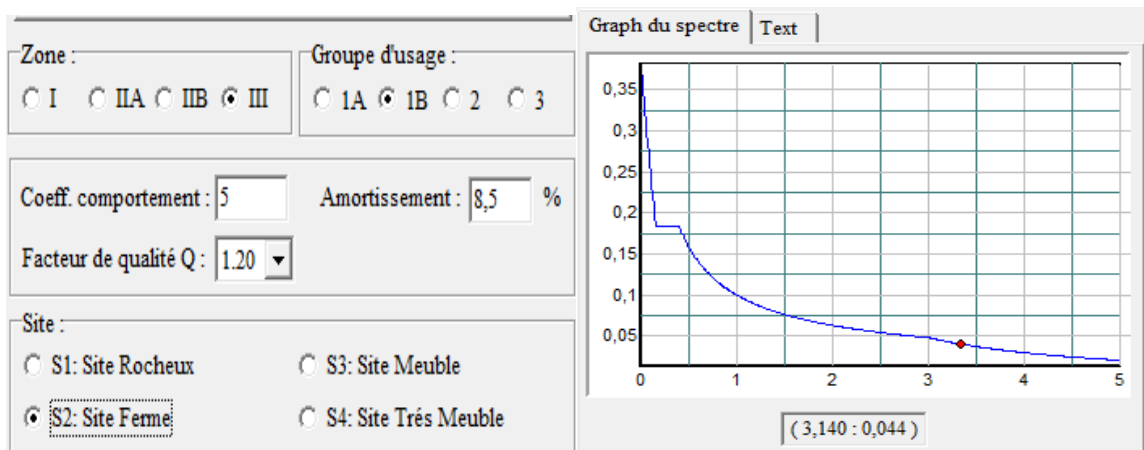 Zone :
I IIA IIB III
Groupe d'usage :
1A 1B 2 3
Coeff. comportement : 5 Amortissement : 8,5 %
Facteur de qualité Q : 1.20
Site :
S1: Site Rocheux S3: Site Meuble
S2: Site Ferme S4: Site Trés Meuble
Graph du spectre Text
0,35
0,3
0,25
0,2
0,15
0,1
0,05
0 1 2 3 4 5
( 3,140 : 0,044 )